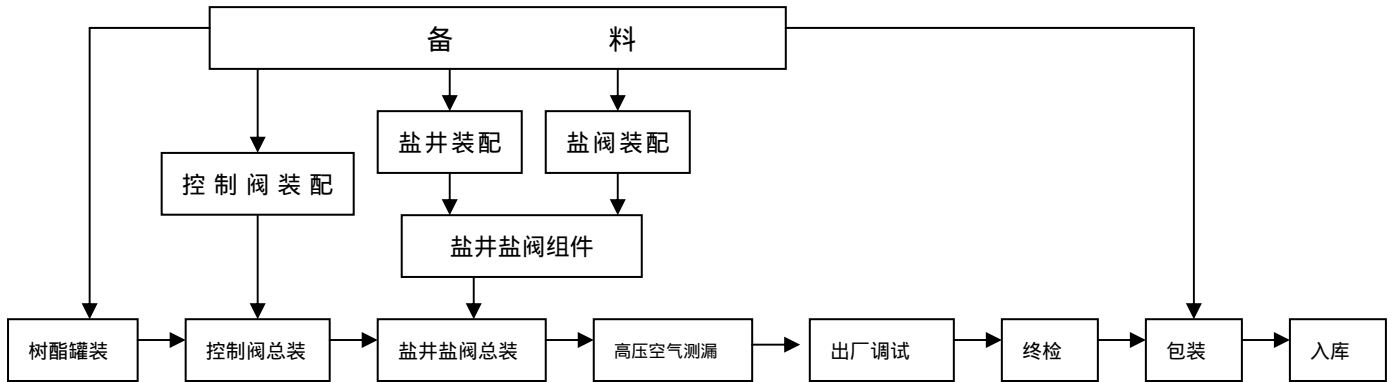 备 料
盐井装配
盐阀装配
控制阀装配
盐井盐阀组件
树酯罐装
控制阀总装
盐井盐阀总装
高压空气测漏
出厂调试
终检
包装
入库